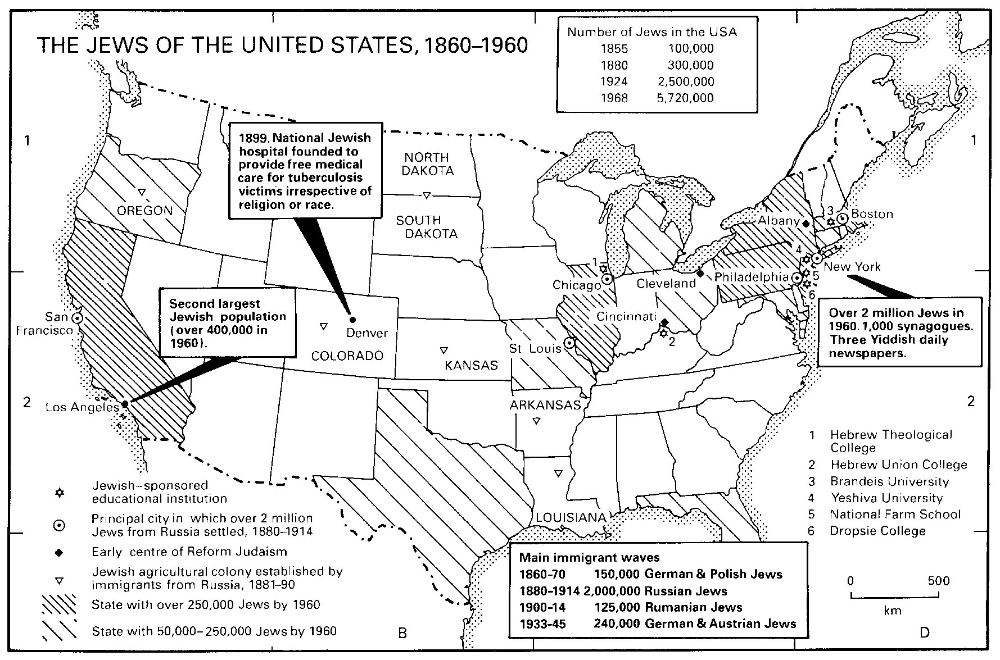 THE JEWS OF THE UNITED STATES, 1860–1960
Number of Jews in the USA
1855 100,000
1880 300,000
1924 2,500,000
1968 5,720,000
1
1
1899. National Jewish
hospital founded to
provide free medical
care for tuberculosis
victims irrespective of
religion or race.
NORTH
DAKOTA
OREGON
SOUTH
DAKOTA
Albany
3
Boston
4
New York
1
Chicago
Cleveland
Philadelphia
5
6
Second largest
Jewish population
(over 400,000 in
1960).
San
Francisco
Denver
COLORADO
Cincinnati
2
Over 2 million Jews in
1960. 1,000 synagogues.
Three Yiddish daily
newspapers.
St Louis
KANSAS
2
Los Angeles
ARKANSAS
2
LOUISIANA
1 Hebrew Theological
College
2 Hebrew Union College
3 Brandeis University
4 Yeshiva University
5 National Farm School
6 Dropsie College
Jewish–sponsored
educational institution
Principal city in which over 2 million
Jews from Russia settled, 1880–1914
Early centre of Reform Judaism
Jewish agricultural colony established by
immigrants from Russia, 1881–90
State with over 250,000 Jews by 1960
State with 50,000–250,000 Jews by 1960
Main immigrant waves
1860–70 150,000 German & Polish Jews
1880–1914 2,000,000 Russian Jews
1900–14 125,000 Rumanian Jews
1933–45 240,000 German & Austrian Jews
0 500
km
B
D